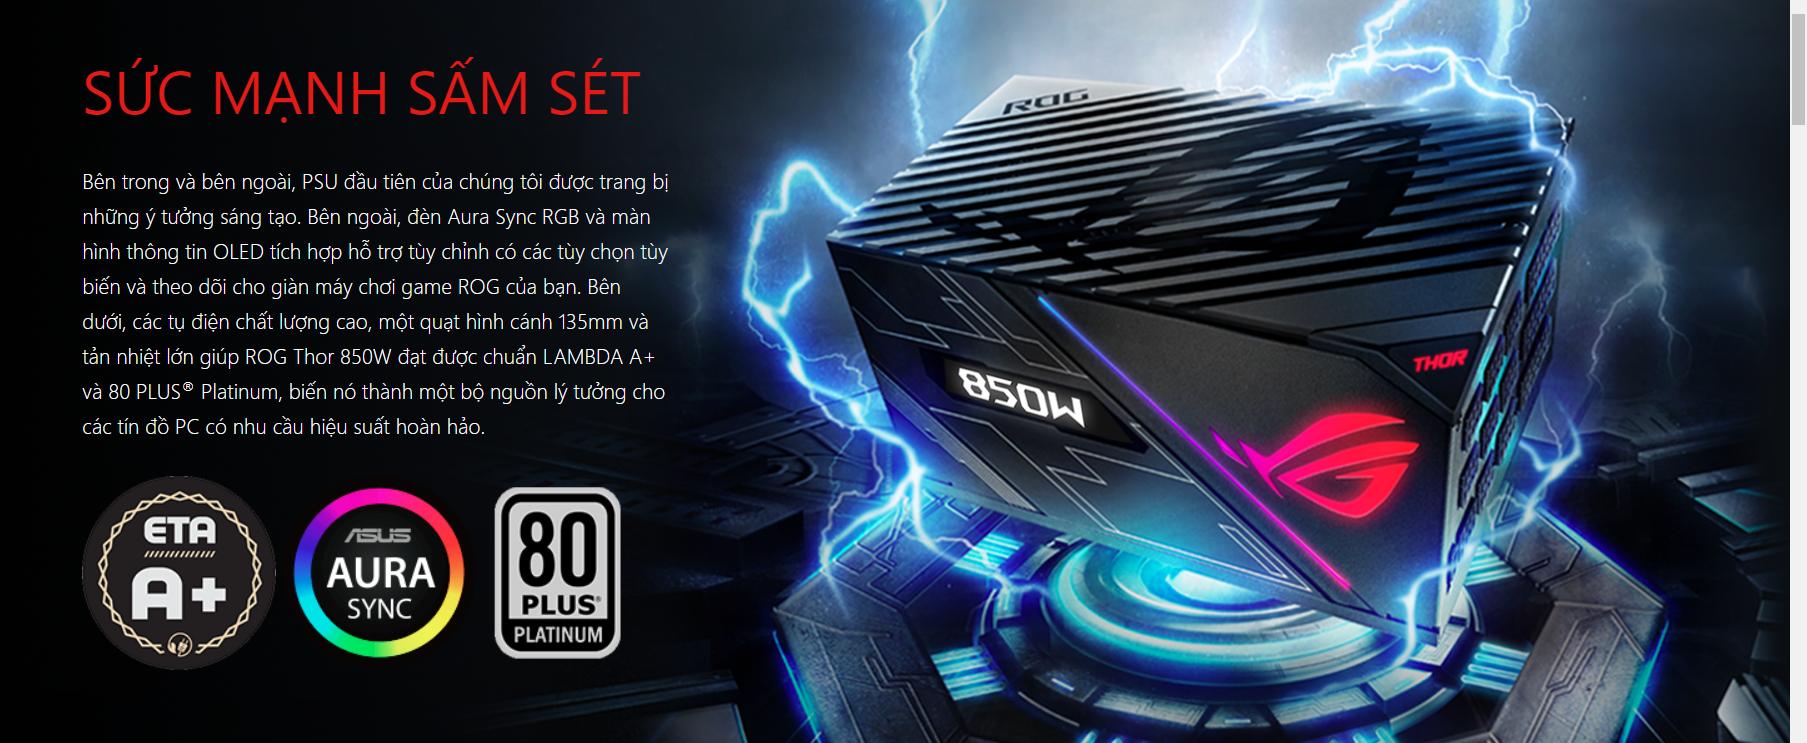 SỨC MẠNH SẤM SÉT
Bên trong và bên ngoài, PSU đầu tiên của chúng tôi được trang bị
những ý tưởng sáng tạo. Bên ngoài, đèn Aura Sync RGB và màn
hình thông tin OLED tích hợp hỗ trợ tùy chỉnh có các tùy chọn tùy
biến và theo dõi cho giàn máy chơi game ROG của bạn. Bên
dưới, các tụ điện chất lượng cao, một quạt hình cánh 135mm và
tản nhiệt lớn giúp ROG Thor 850W đạt được chuẩn LAMBDA A+
và 80 PLUS® Platinum, biến nó thành một bộ nguồn lý tưởng cho
các tín đồ PC có nhu cầu hiệu suất hoàn hảo.
ETA
A+
ASUS
AURA
SYNC
80
PLUS®
PLATINUM
ROG
850W
THOR